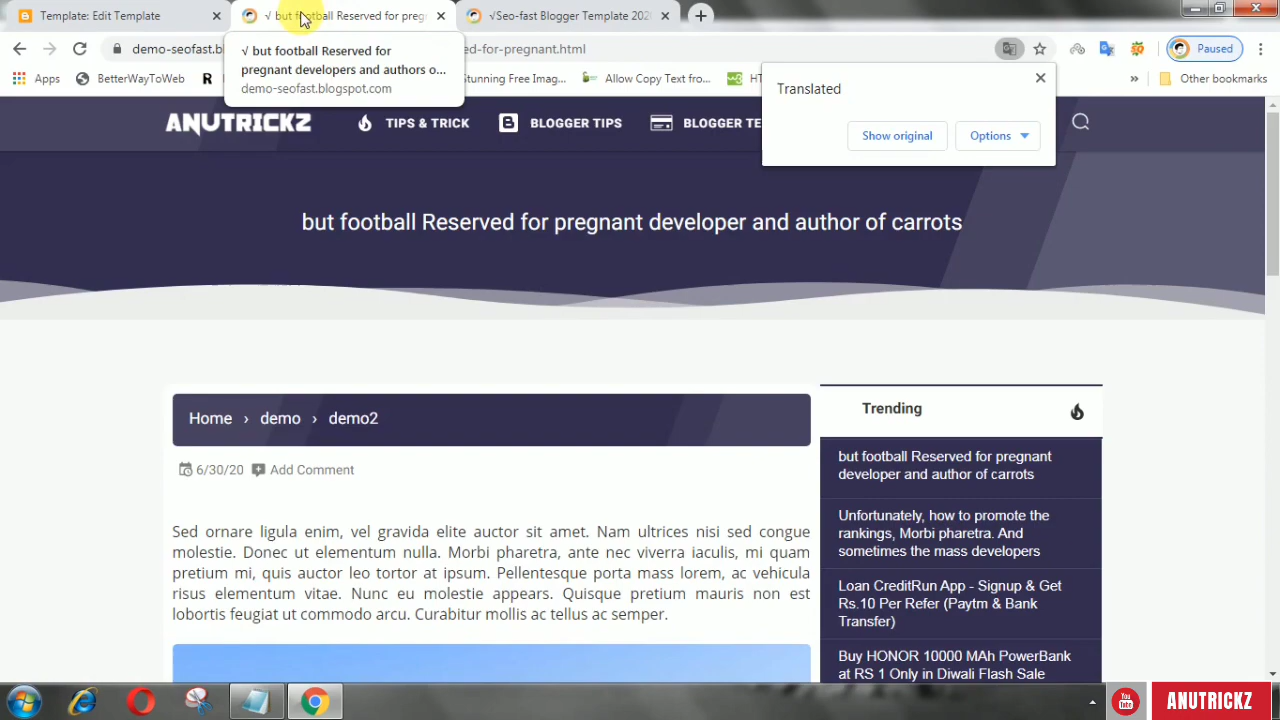 Template: Edit Template
√ but football Reserved for preg
√Seo-fast Blogger Template 202
demo-seofast.b
ed-for-pregnant.html
Paused
√ but football Reserved for
pregnant developers and authors o...
demo-seofast.blogspot.com
Apps
BetterWayToWeb
R
Stunning Free Imag...
Allow Copy Text from...
HT
»
Other bookmarks
Translated
Show original
Options
ANUTRICKZ
TIPS & TRICK
BLOGGER TIPS
BLOGGER TE
but football Reserved for pregnant developer and author of carrots
Home › demo › demo2
6/30/20 Add Comment
Sed ornare ligula enim, vel gravida elite auctor sit amet. Nam ultrices nisi sed congue
molestie. Donec ut elementum nulla. Morbi pharetra, ante nec viverra iaculis, mi quam
pretium mi, quis auctor leo tortor at ipsum. Pellentesque porta mass lorem, ac vehicula
risus elementum vitae. Nunc eu molestie appears. Quisque pretium mauris non est
lobortis feugiat ut commodo arcu. Curabitur mollis ac tellus ac semper.
Trending
but football Reserved for pregnant
developer and author of carrots
Unfortunately, how to promote the
rankings, Morbi pharetra. And
sometimes the mass developers
Loan CreditRun App - Signup & Get
Rs.10 Per Refer (Paytm & Bank
Transfer)
Buy HONOR 10000 MAh PowerBank
at RS 1 Only in Diwali Flash Sale
You Tube
ANUTRICKZ